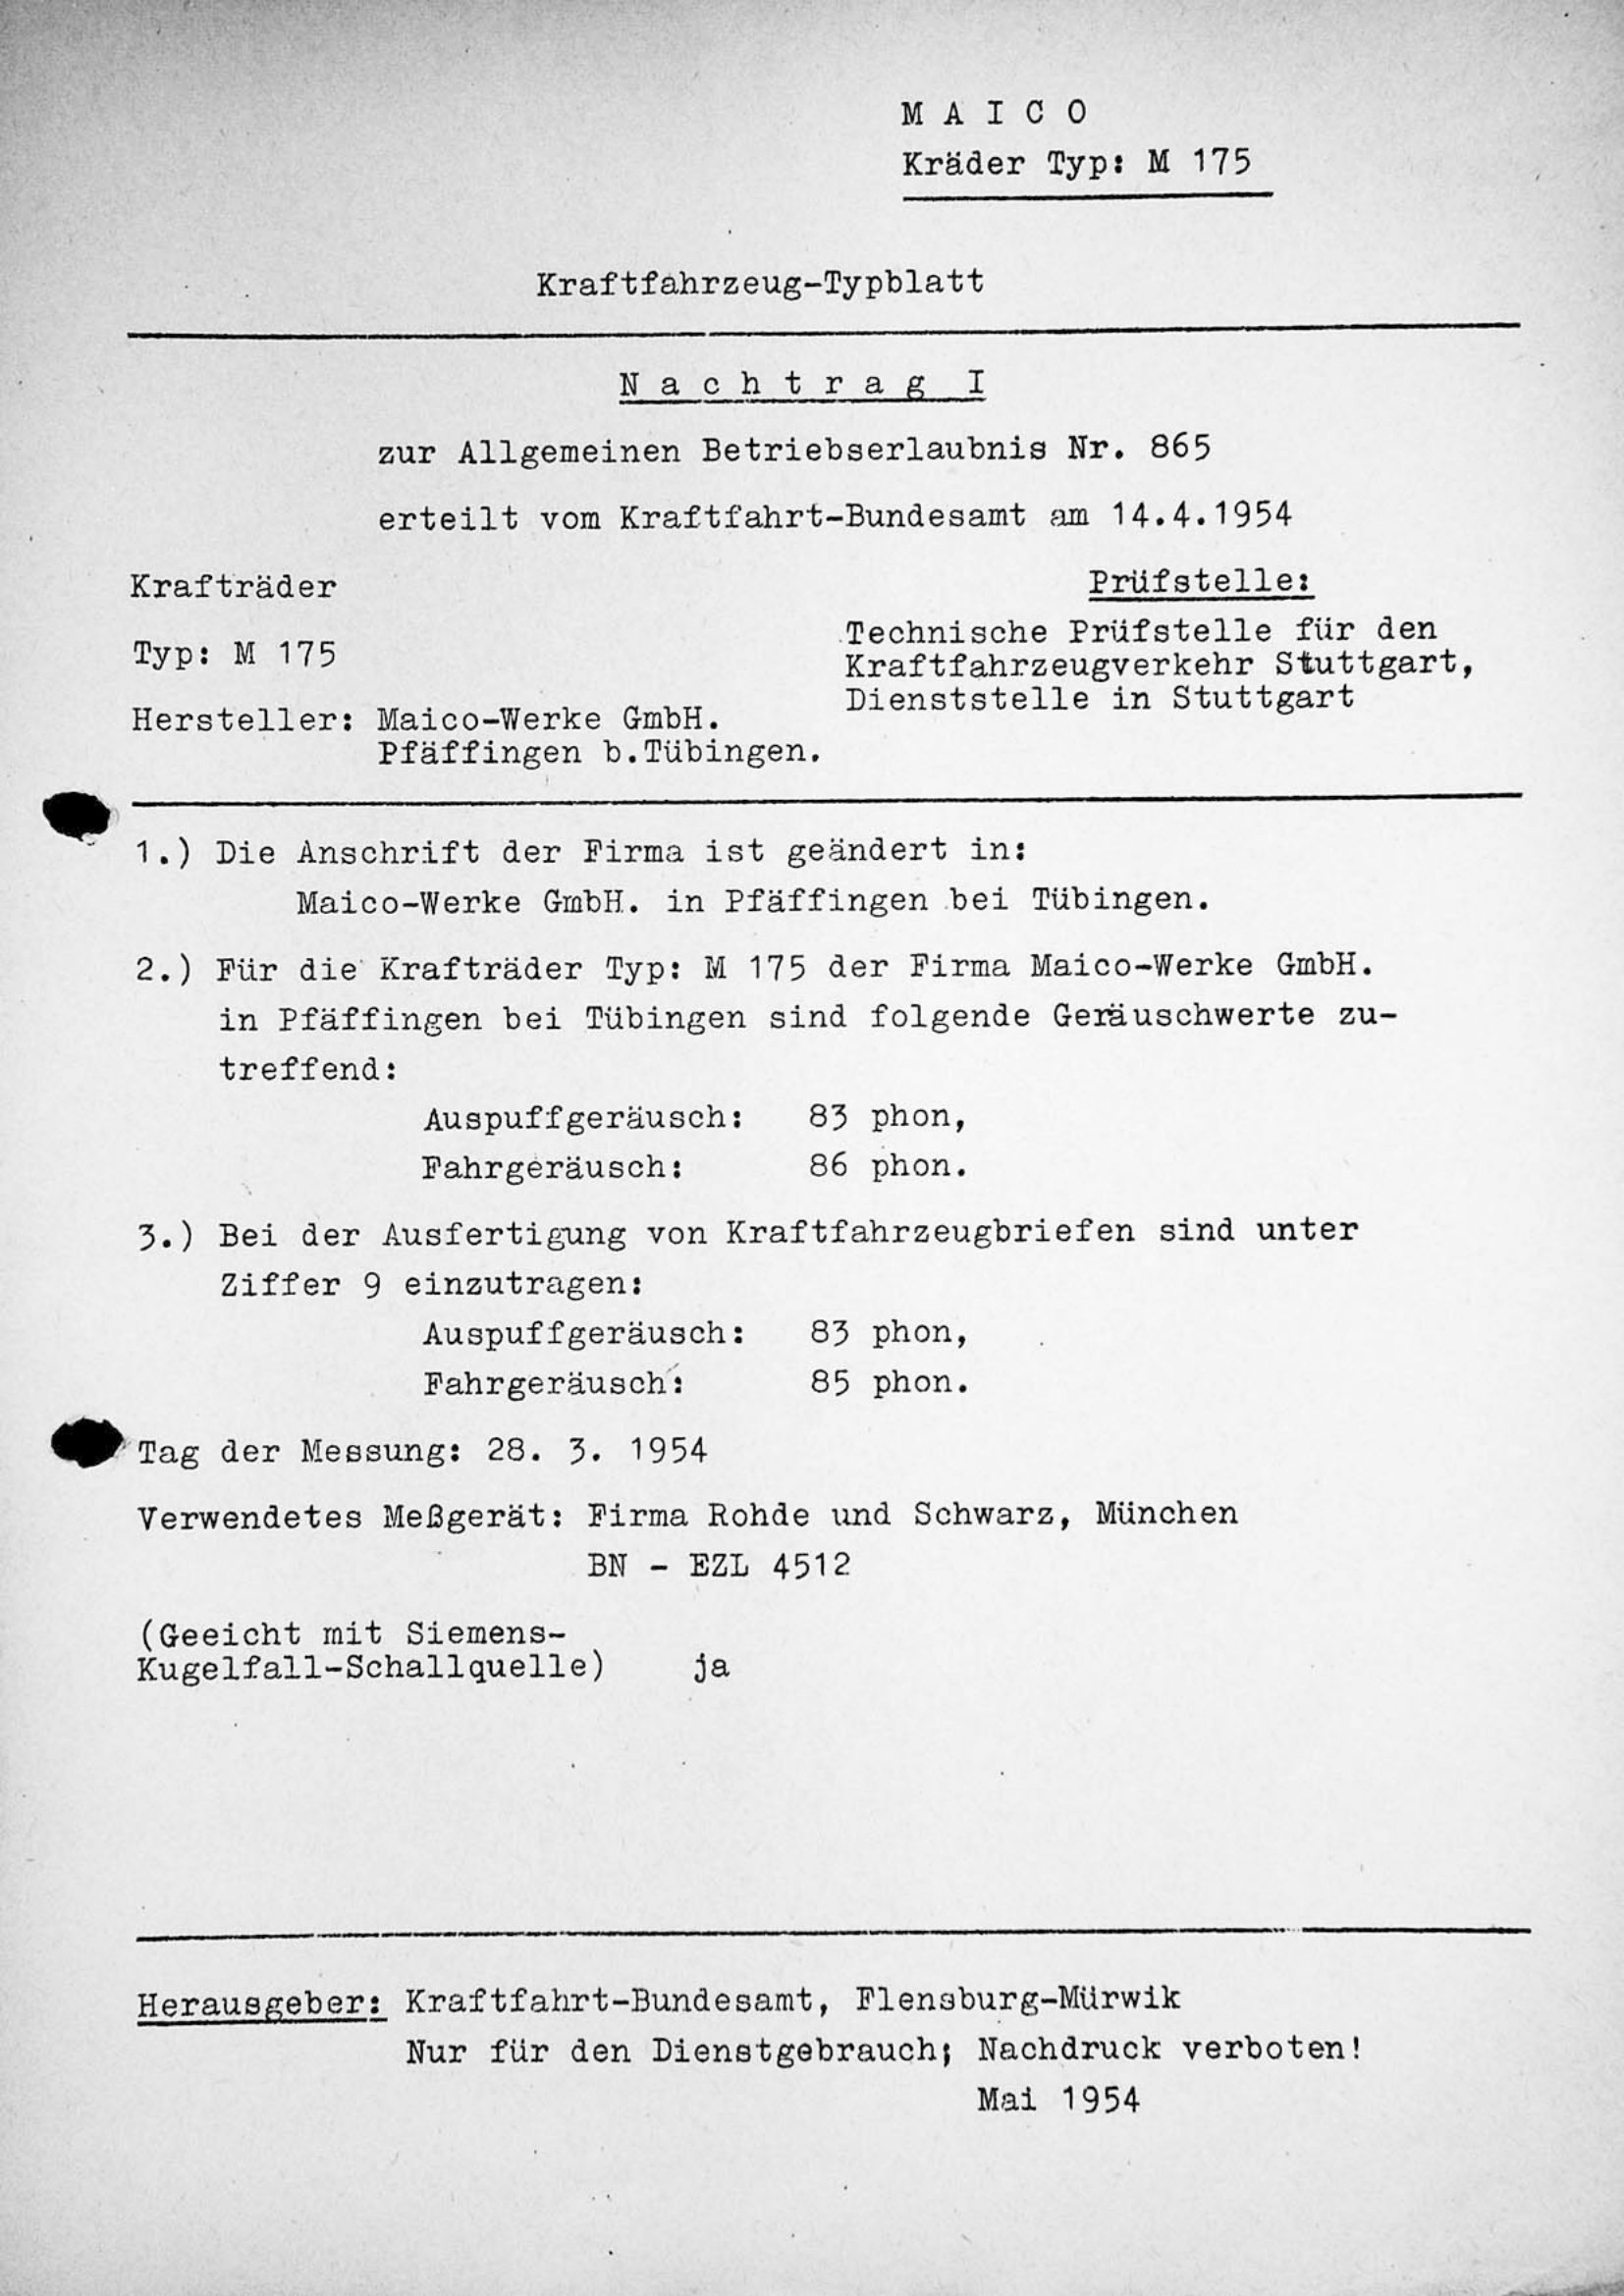 M A I C O
Kräder Typ: M 175
Kraftfahrzeug-Typblatt
N a c h t r a g  I
zur Allgemeinen Betriebserlaubnis Nr. 865
erteilt vom Kraftfahrt-Bundesamt am 14.4.1954
Krafträder
Prüfstelle:
Typ: M 175
Technische Prüfstelle für den
Kraftfahrzeugverkehr Stuttgart,
Dienststelle in Stuttgart
Hersteller: Maico-Werke GmbH.
Pfäffingen b.Tübingen.
1.) Die Anschrift der Firma ist geändert in:
Maico-Werke GmbH. in Pfäffingen bei Tübingen.
2.) Für die Krafträder Typ: M 175 der Firma Maico-Werke GmbH.
in Pfäffingen bei Tübingen sind folgende Geräuschwerte zu-
treffend:
Auspuffgeräusch: 83 phon,
Fahrgeräusch: 86 phon.
3.) Bei der Ausfertigung von Kraftfahrzeugbriefen sind unter
Ziffer 9 einzutragen:
Auspuffgeräusch: 83 phon,
Fahrgeräusch: 85 phon.
Tag der Messung: 28. 3. 1954
Verwendetes Meßgerät: Firma Rohde und Schwarz, München
BN - EZL 4512
(Geeicht mit Siemens-
Kugelfall-Schallquelle) ja
Herausgeber: Kraftfahrt-Bundesamt, Flensburg-Mürwik
Nur für den Dienstgebrauch; Nachdruck verboten!
Mai 1954